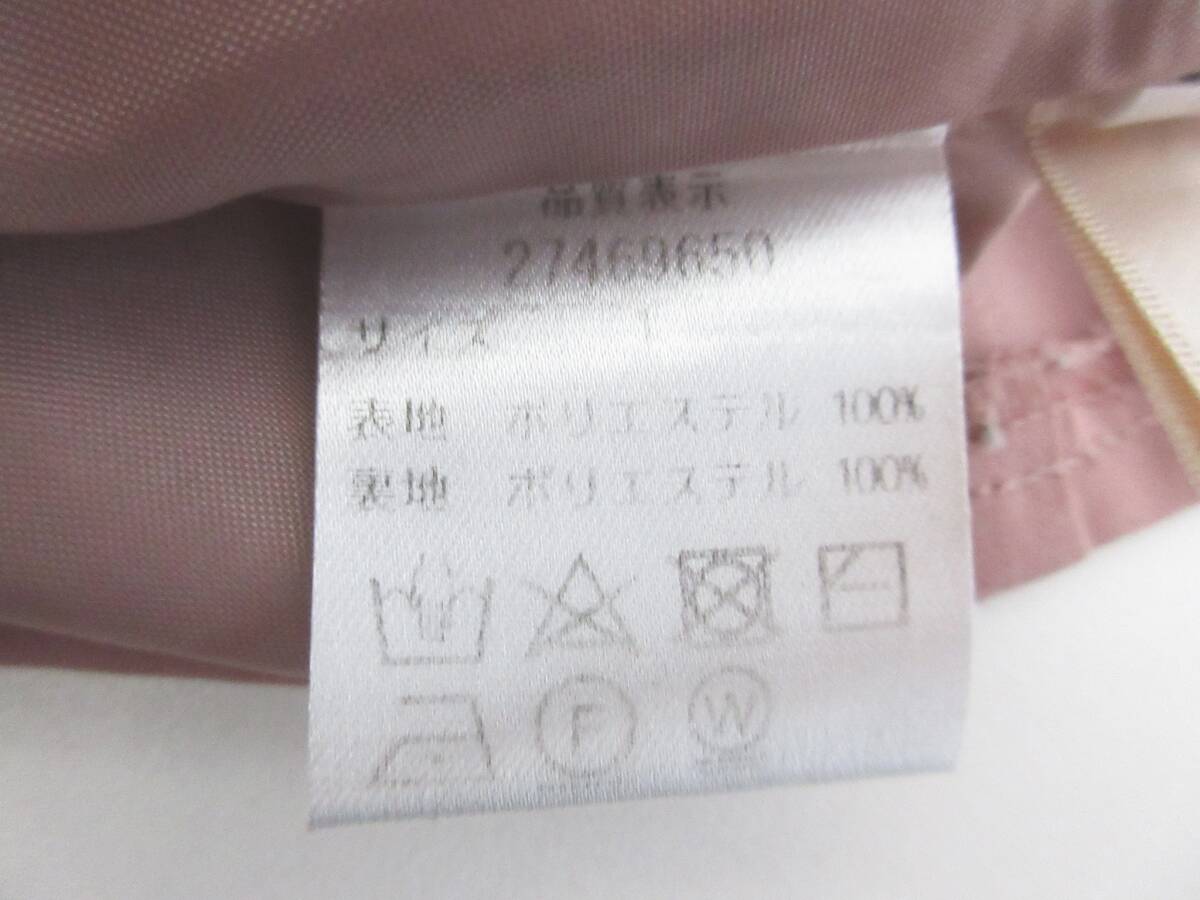 品質表示
27469650
サイズ 1
表地 ポリエステル 100%
裏地 ポリエステル 100%
F W